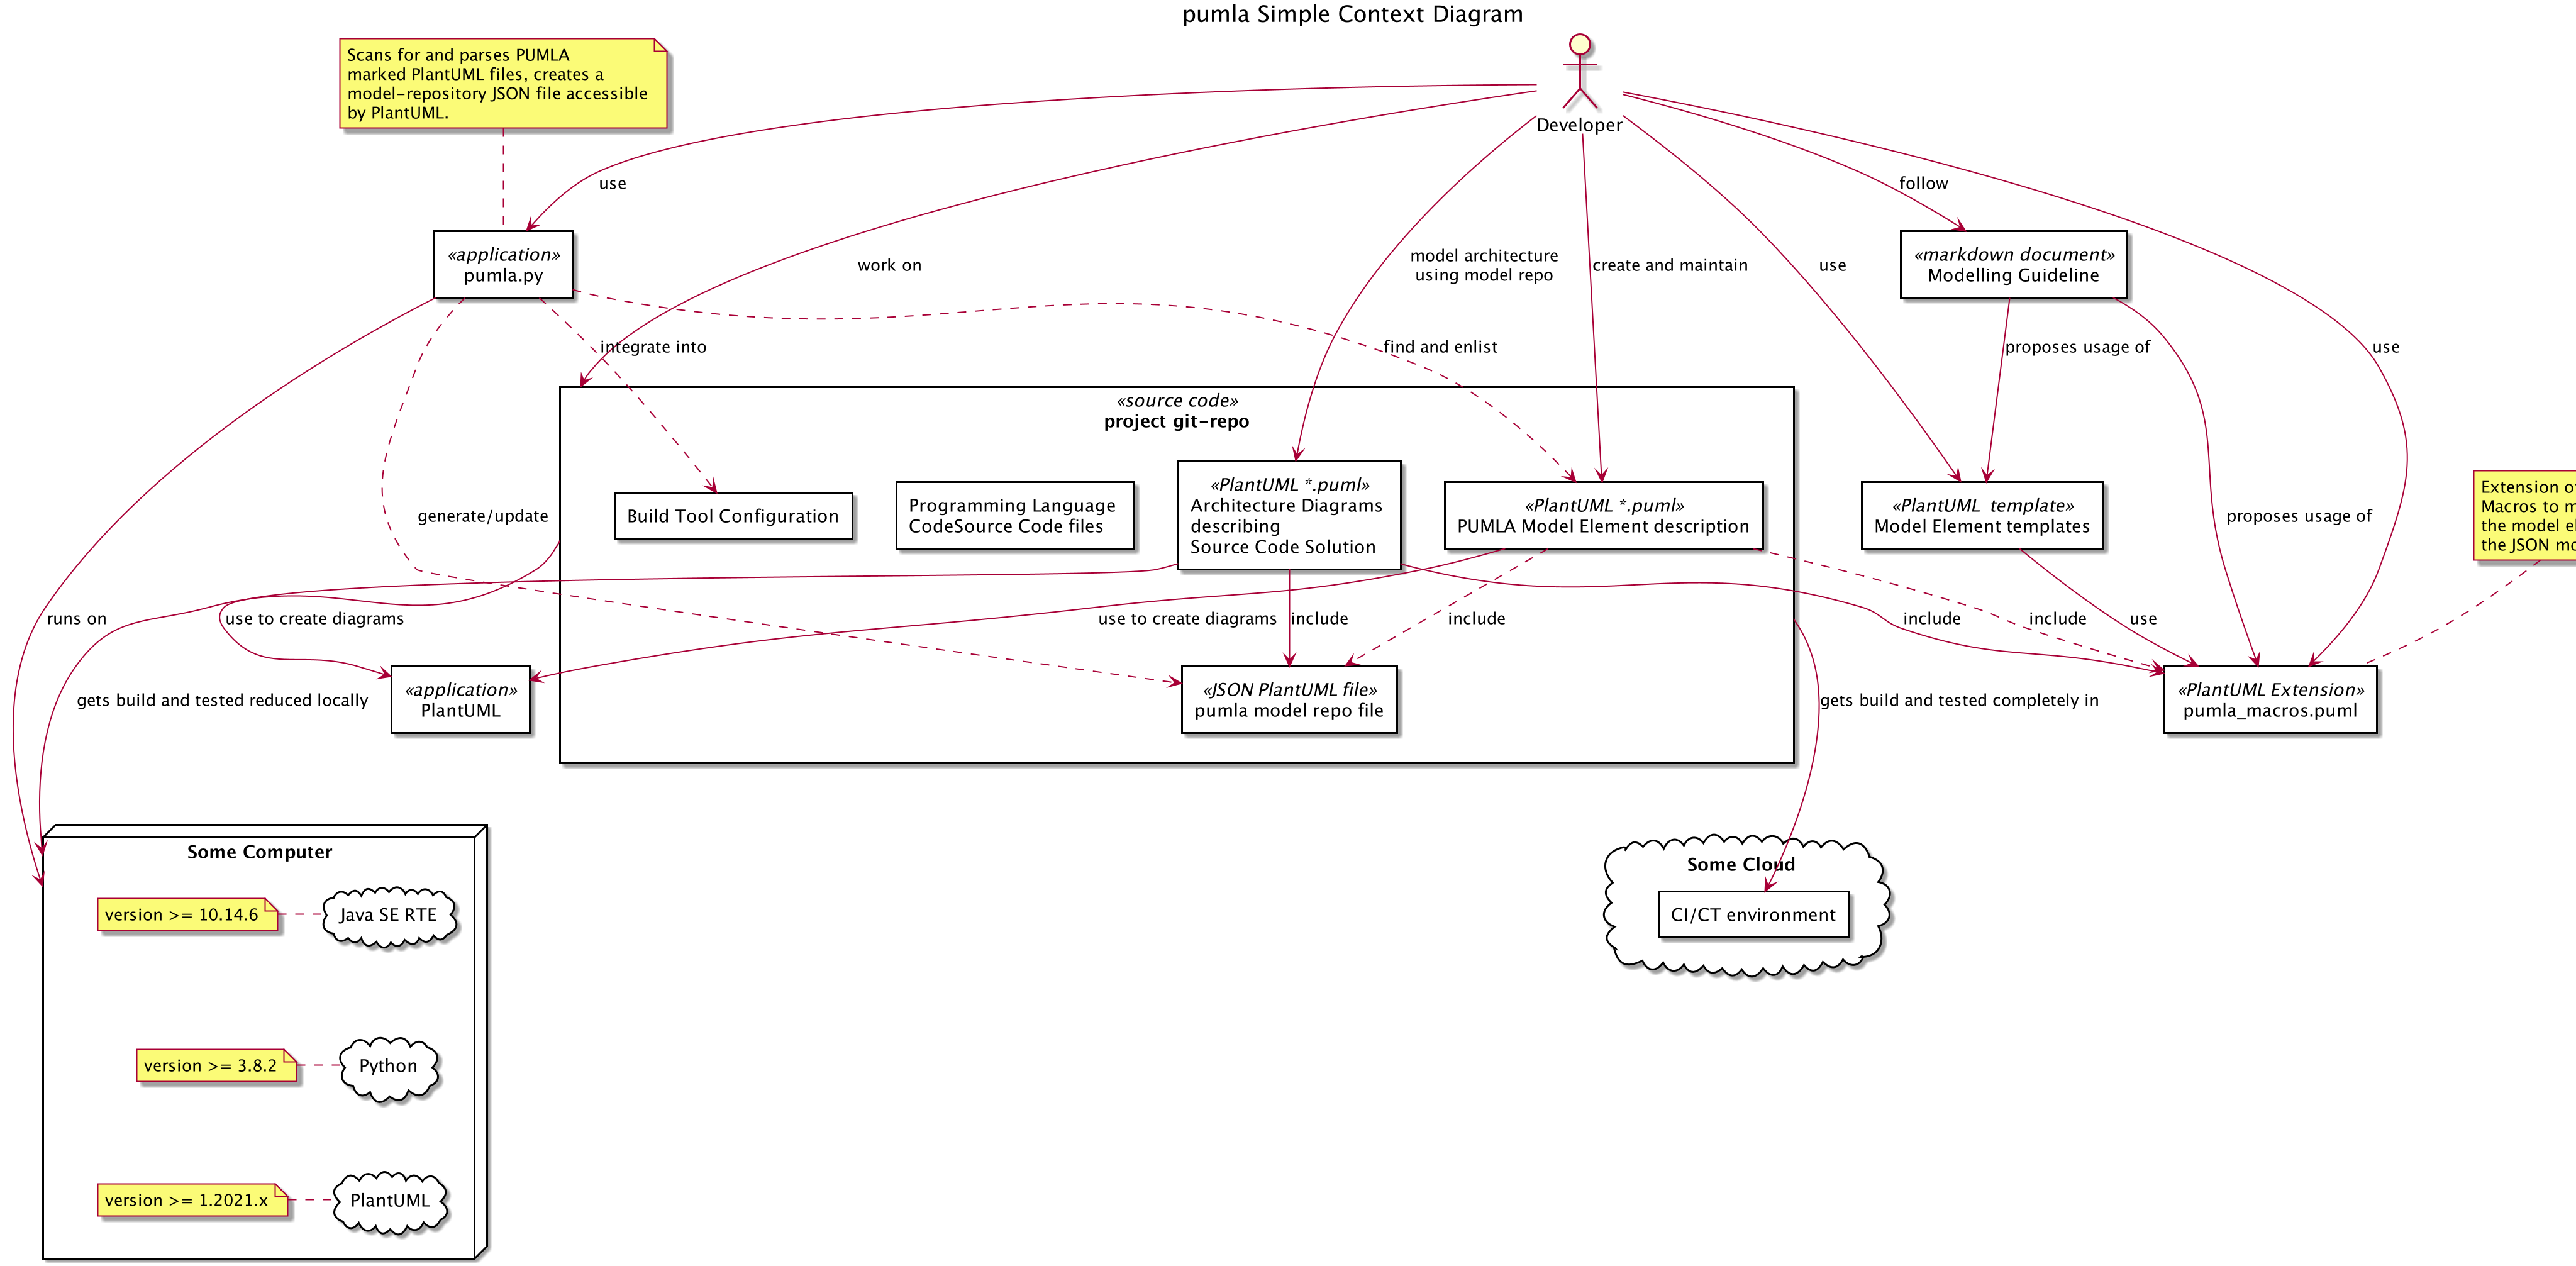 pumla Simple Context Diagram
Scans for and parses PUMLA
marked PlantUML files, creates a
model-repository JSON file accessible
by PlantUML.
Developer
use
follow
«application»
pumla.py
work on
model architecture
using model repo
create and maintain
use
«markdown document»
Modelling Guideline
integrate into
find and enlist
proposes usage of
use
«source code»
project git-repo
generate/update
Build Tool Configuration
Programming Language
CodeSource Code files
«PlantUML *.puml»
Architecture Diagrams
describing
Source Code Solution
«PlantUML *.puml»
PUMLA Model Element description
«PlantUML template»
Model Element templates
proposes usage of
Extension
Macros to
the model
the JSON
runs on
use to create diagrams
use to create diagrams
include
include
include
include
use
gets build and tested reduced locally
«application»
PlantUML
«JSON PlantUML file»
pumla model repo file
gets build and tested completely in
«PlantUML Extension»
pumla_macros.puml
Some Computer
version >= 10.14.6
Java SE RTE
version >= 3.8.2
Python
version >= 1.2021.x
PlantUML
Some Cloud
CI/CT environment